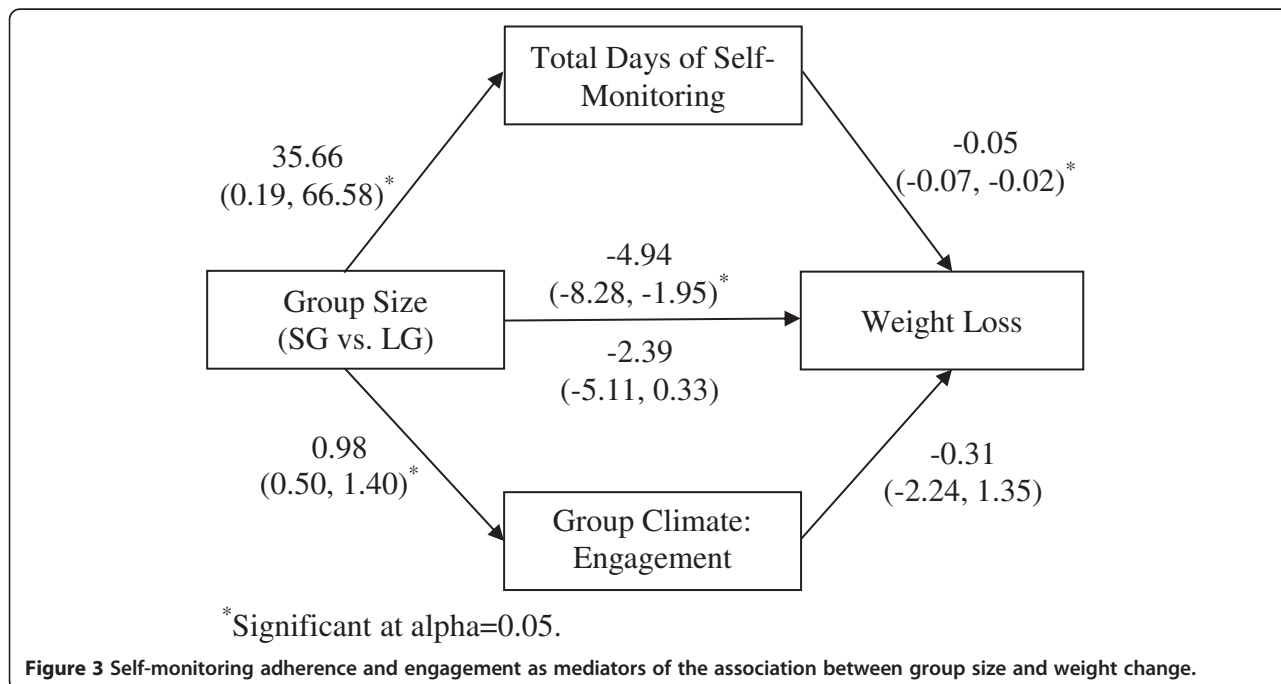 Total Days of Self-
Monitoring
35.66
(0.19, 66.58)*
-0.05
(-0.07, -0.02)*
Group Size
(SG vs. LG)
-4.94
(-8.28, -1.95)*
-2.39
(-5.11, 0.33)
Weight Loss
0.98
(0.50, 1.40)*
-0.31
(-2.24, 1.35)
Group Climate:
Engagement
*Significant at alpha=0.05.
Figure 3 Self-monitoring adherence and engagement as mediators of the association between group size and weight change.